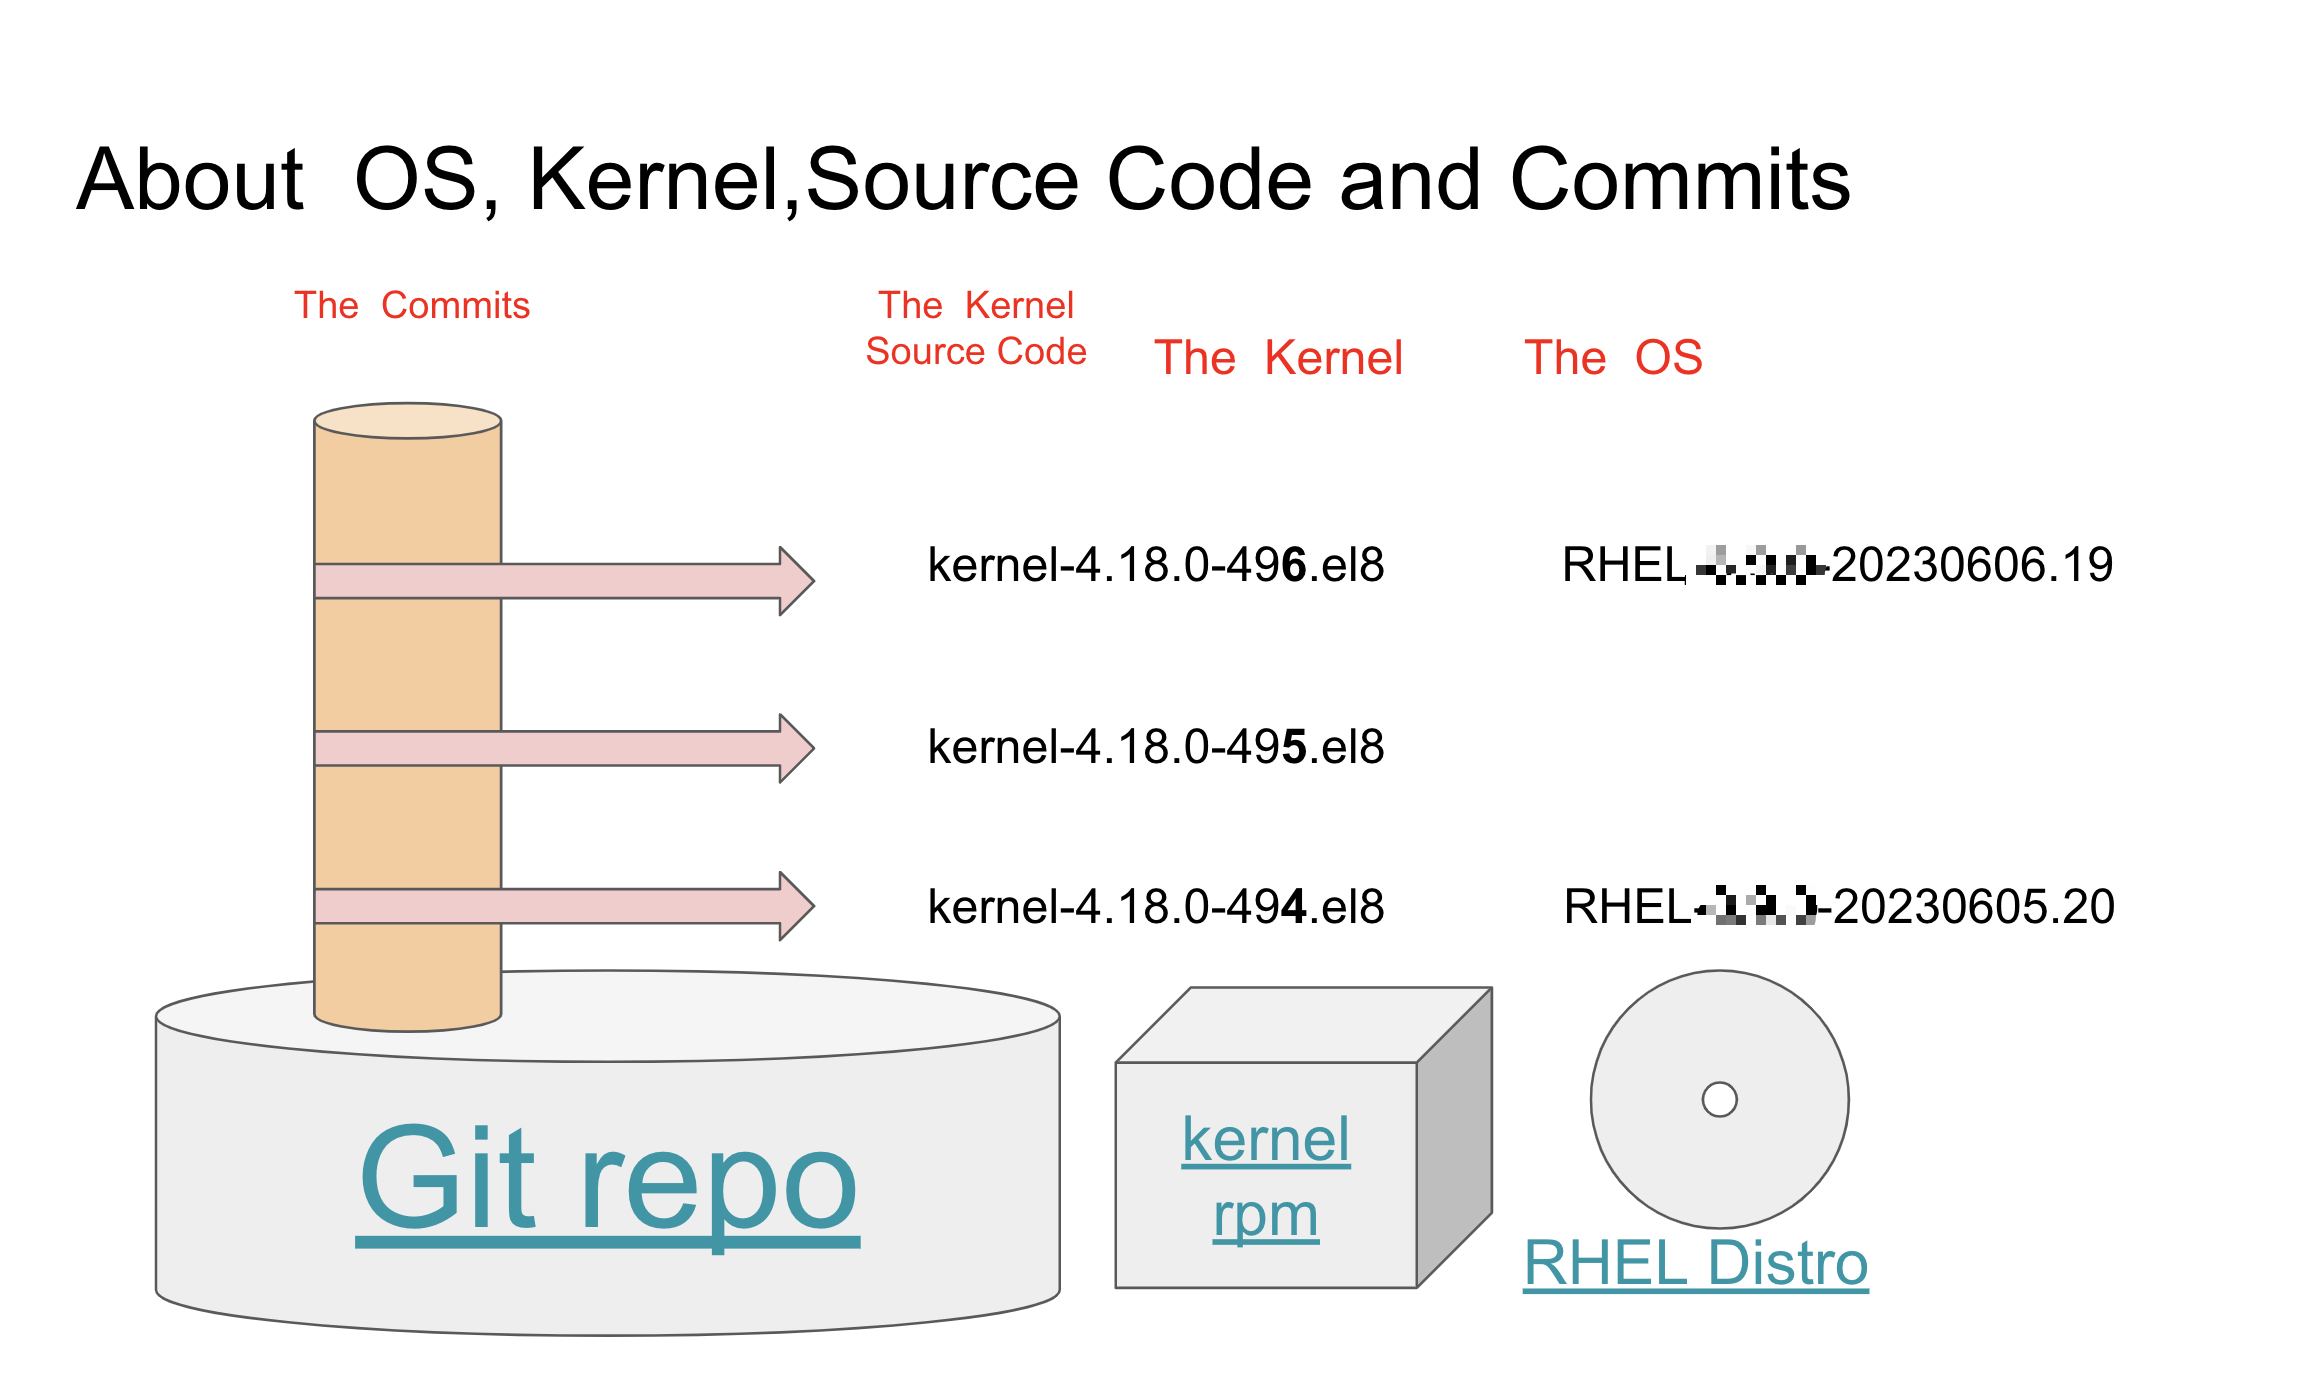 About  OS, Kernel,Source Code and Commits
The  Commits
The  Kernel
Source Code
The  Kernel
The  OS
kernel-4.18.0-496.el8
RHEL
-20230606.19
kernel-4.18.0-495.el8
kernel-4.18.0-494.el8
RHEL-
-20230605.20
Git repo
kernel
rpm
RHEL Distro